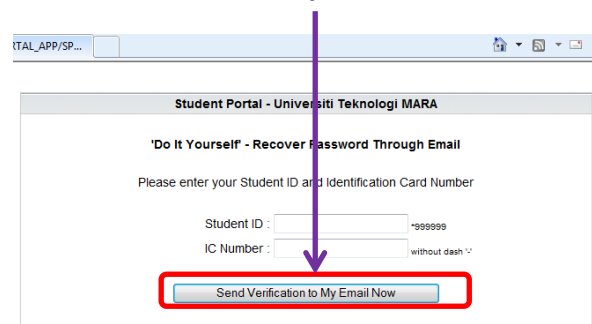 RTAL_APP/SP...
Student Portal - Universiti Teknologi MARA
'Do It Yourself' - Recover Password Through Email
Please enter your Student ID and Identification Card Number
Student ID : *999999
IC Number : without dash '-'
Send Verification to My Email Now